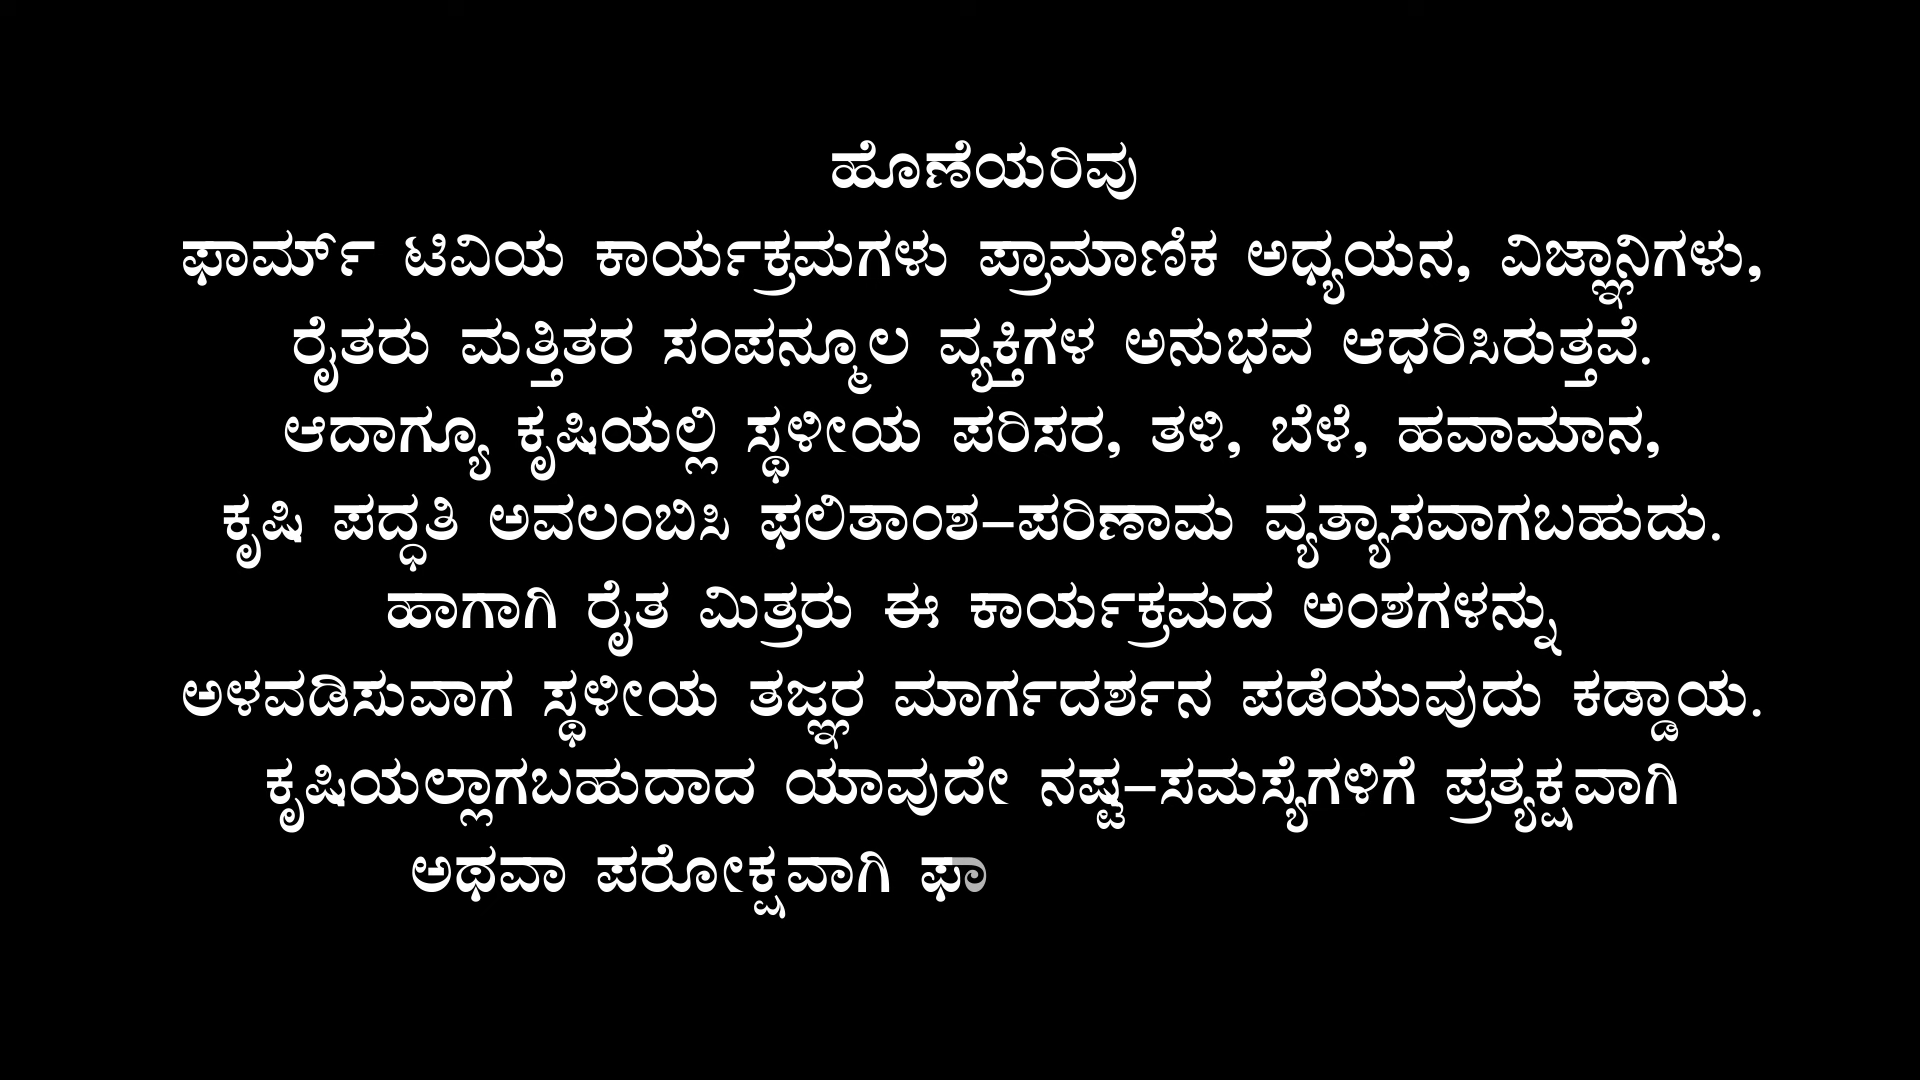 ಹೊಣೆಯರಿವು
ಫಾರ್ಮ್ ಟಿವಿಯ ಕಾರ್ಯಕ್ರಮಗಳು ಪ್ರಾಮಾಣಿಕ ಅಧ್ಯಯನ, ವಿಜ್ಞಾನಿಗಳು,
ರೈತರು ಮತ್ತಿತರ ಸಂಪನ್ಮೂಲ ವ್ಯಕ್ತಿಗಳ ಅನುಭವ ಆಧರಿಸಿರುತ್ತವೆ.
ಆದಾಗ್ಯೂ ಕೃಷಿಯಲ್ಲಿ ಸ್ಥಳೀಯ ಪರಿಸರ, ತಳಿ, ಬೆಳೆ, ಹವಾಮಾನ,
ಕೃಷಿ ಪದ್ಧತಿ ಅವಲಂಬಿಸಿ ಫಲಿತಾಂಶ–ಪರಿಣಾಮ ವ್ಯತ್ಯಾಸವಾಗಬಹುದು.
ಹಾಗಾಗಿ ರೈತ ಮಿತ್ರರು ಈ ಕಾರ್ಯಕ್ರಮದ ಅಂಶಗಳನ್ನು
ಅಳವಡಿಸುವಾಗ ಸ್ಥಳೀಯ ತಜ್ಞರ ಮಾರ್ಗದರ್ಶನ ಪಡೆಯುವುದು ಕಡ್ಡಾಯ.
ಕೃಷಿಯಲ್ಲಾಗಬಹುದಾದ ಯಾವುದೇ ನಷ್ಟ–ಸಮಸ್ಯೆಗಳಿಗೆ ಪ್ರತ್ಯಕ್ಷವಾಗಿ
ಅಥವಾ ಪರೋಕ್ಷವಾಗಿ ಫಾ